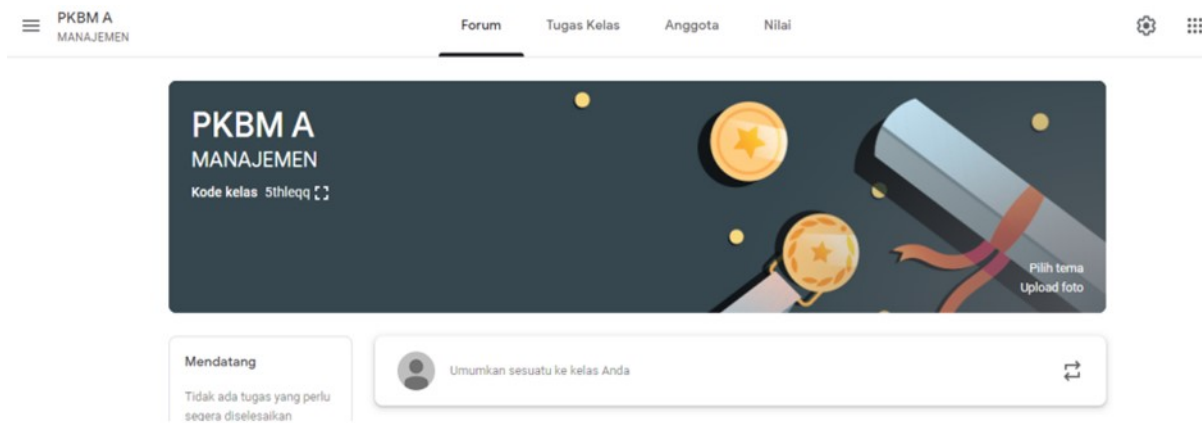 PKBM A
MANAJEMEN
Forum
Tugas Kelas
Anggota
Nilai
PKBM A
MANAJEMEN
Kode kelas 5thleqq
Pilih tema
Upload foto
Mendatang
Tidak ada tugas yang perlu
segera diselesaikan
Umumkan sesuatu ke kelas Anda